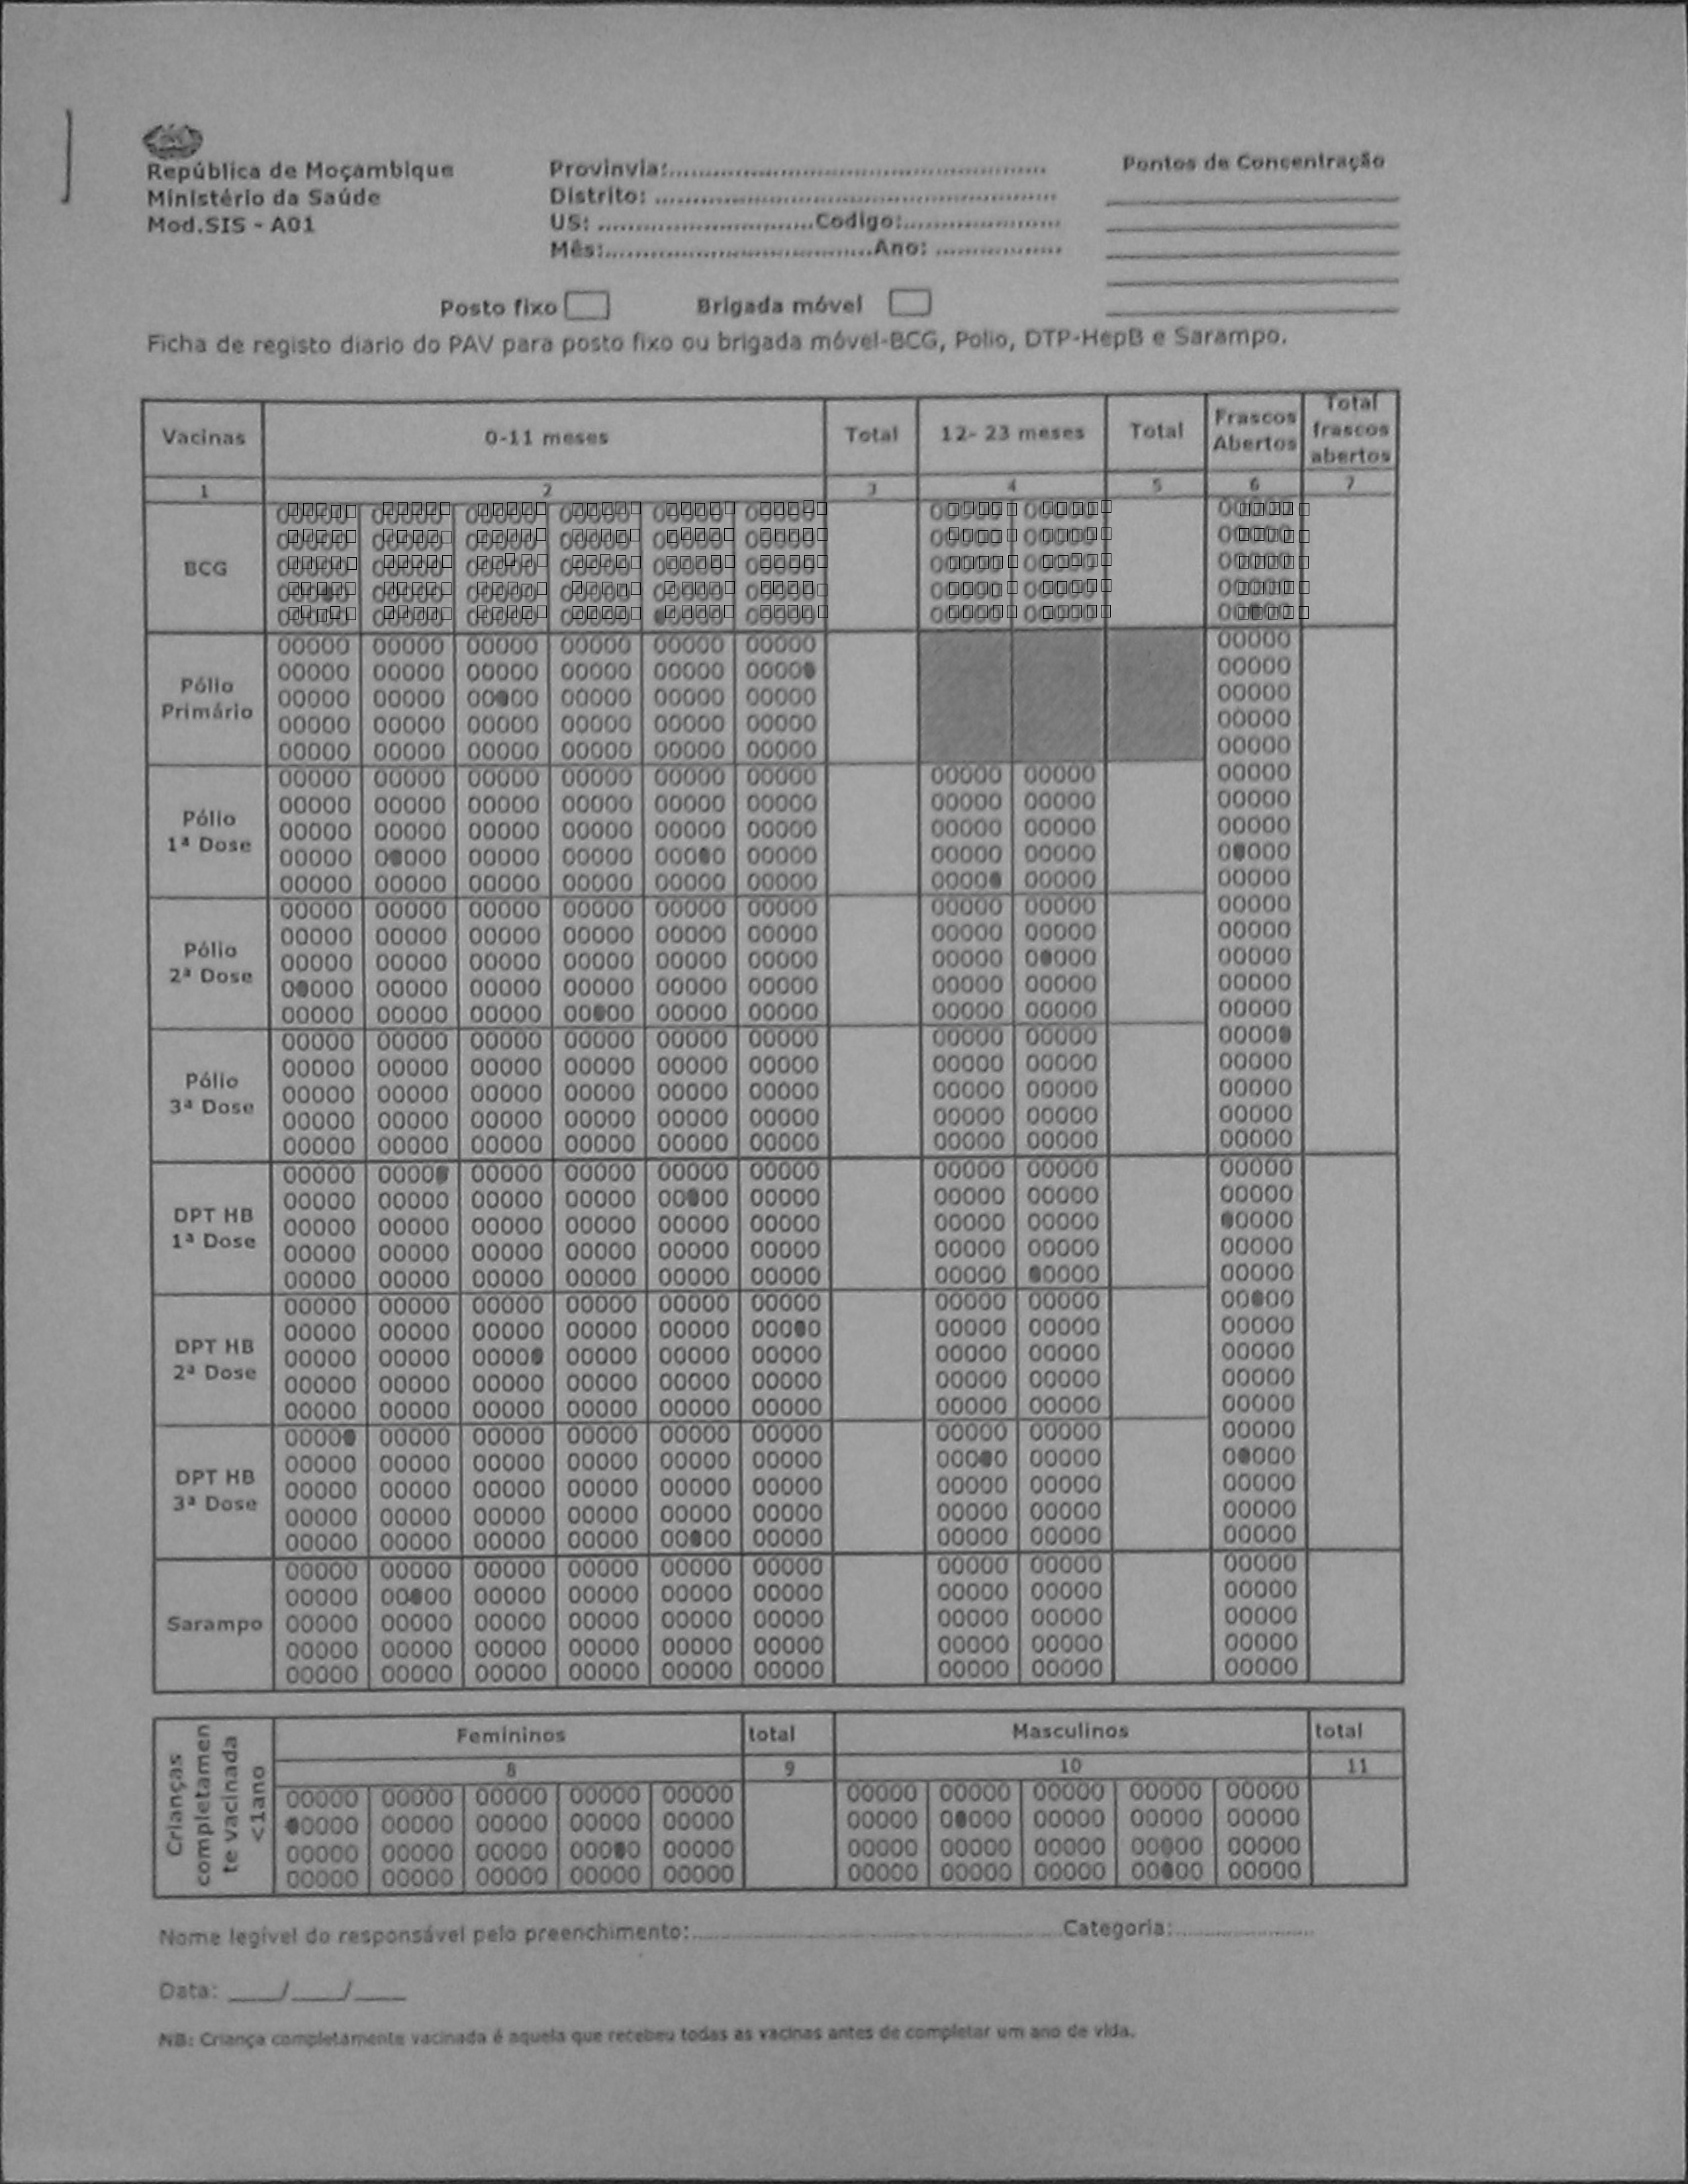 República de Moçambique
Ministério da Saúde
Mod.SIS - A01
Provinvia:
Distrito:
US: Codigo:
Mês: Ano:
Pontos de Concentração
Posto fixo
Brigada móvel
Ficha de registo diario do PAV para posto fixo ou brigada móvel-BCG, Polio, DTP-HepB e Sarampo.
Vacinas 0-11 meses Total 12- 23 meses Total Frascos Abertos Total frascos abertos
1 2 3 4 5 6 7
BCG
Pólio Primário
Pólio 1ª Dose
Pólio 2ª Dose
Pólio 3ª Dose
DPT HB 1ª Dose
DPT HB 2ª Dose
DPT HB 3ª Dose
Sarampo
Crianças completamen te vacinada <1ano
Femininos total Masculinos total
8 9 10 11
Nome legível do responsável pelo preenchimento: Categoria:
Data: ____/____/____
NB: Criança completamente vacinada é aquela que recebeu todas as vacinas antes de completar um ano de vida.